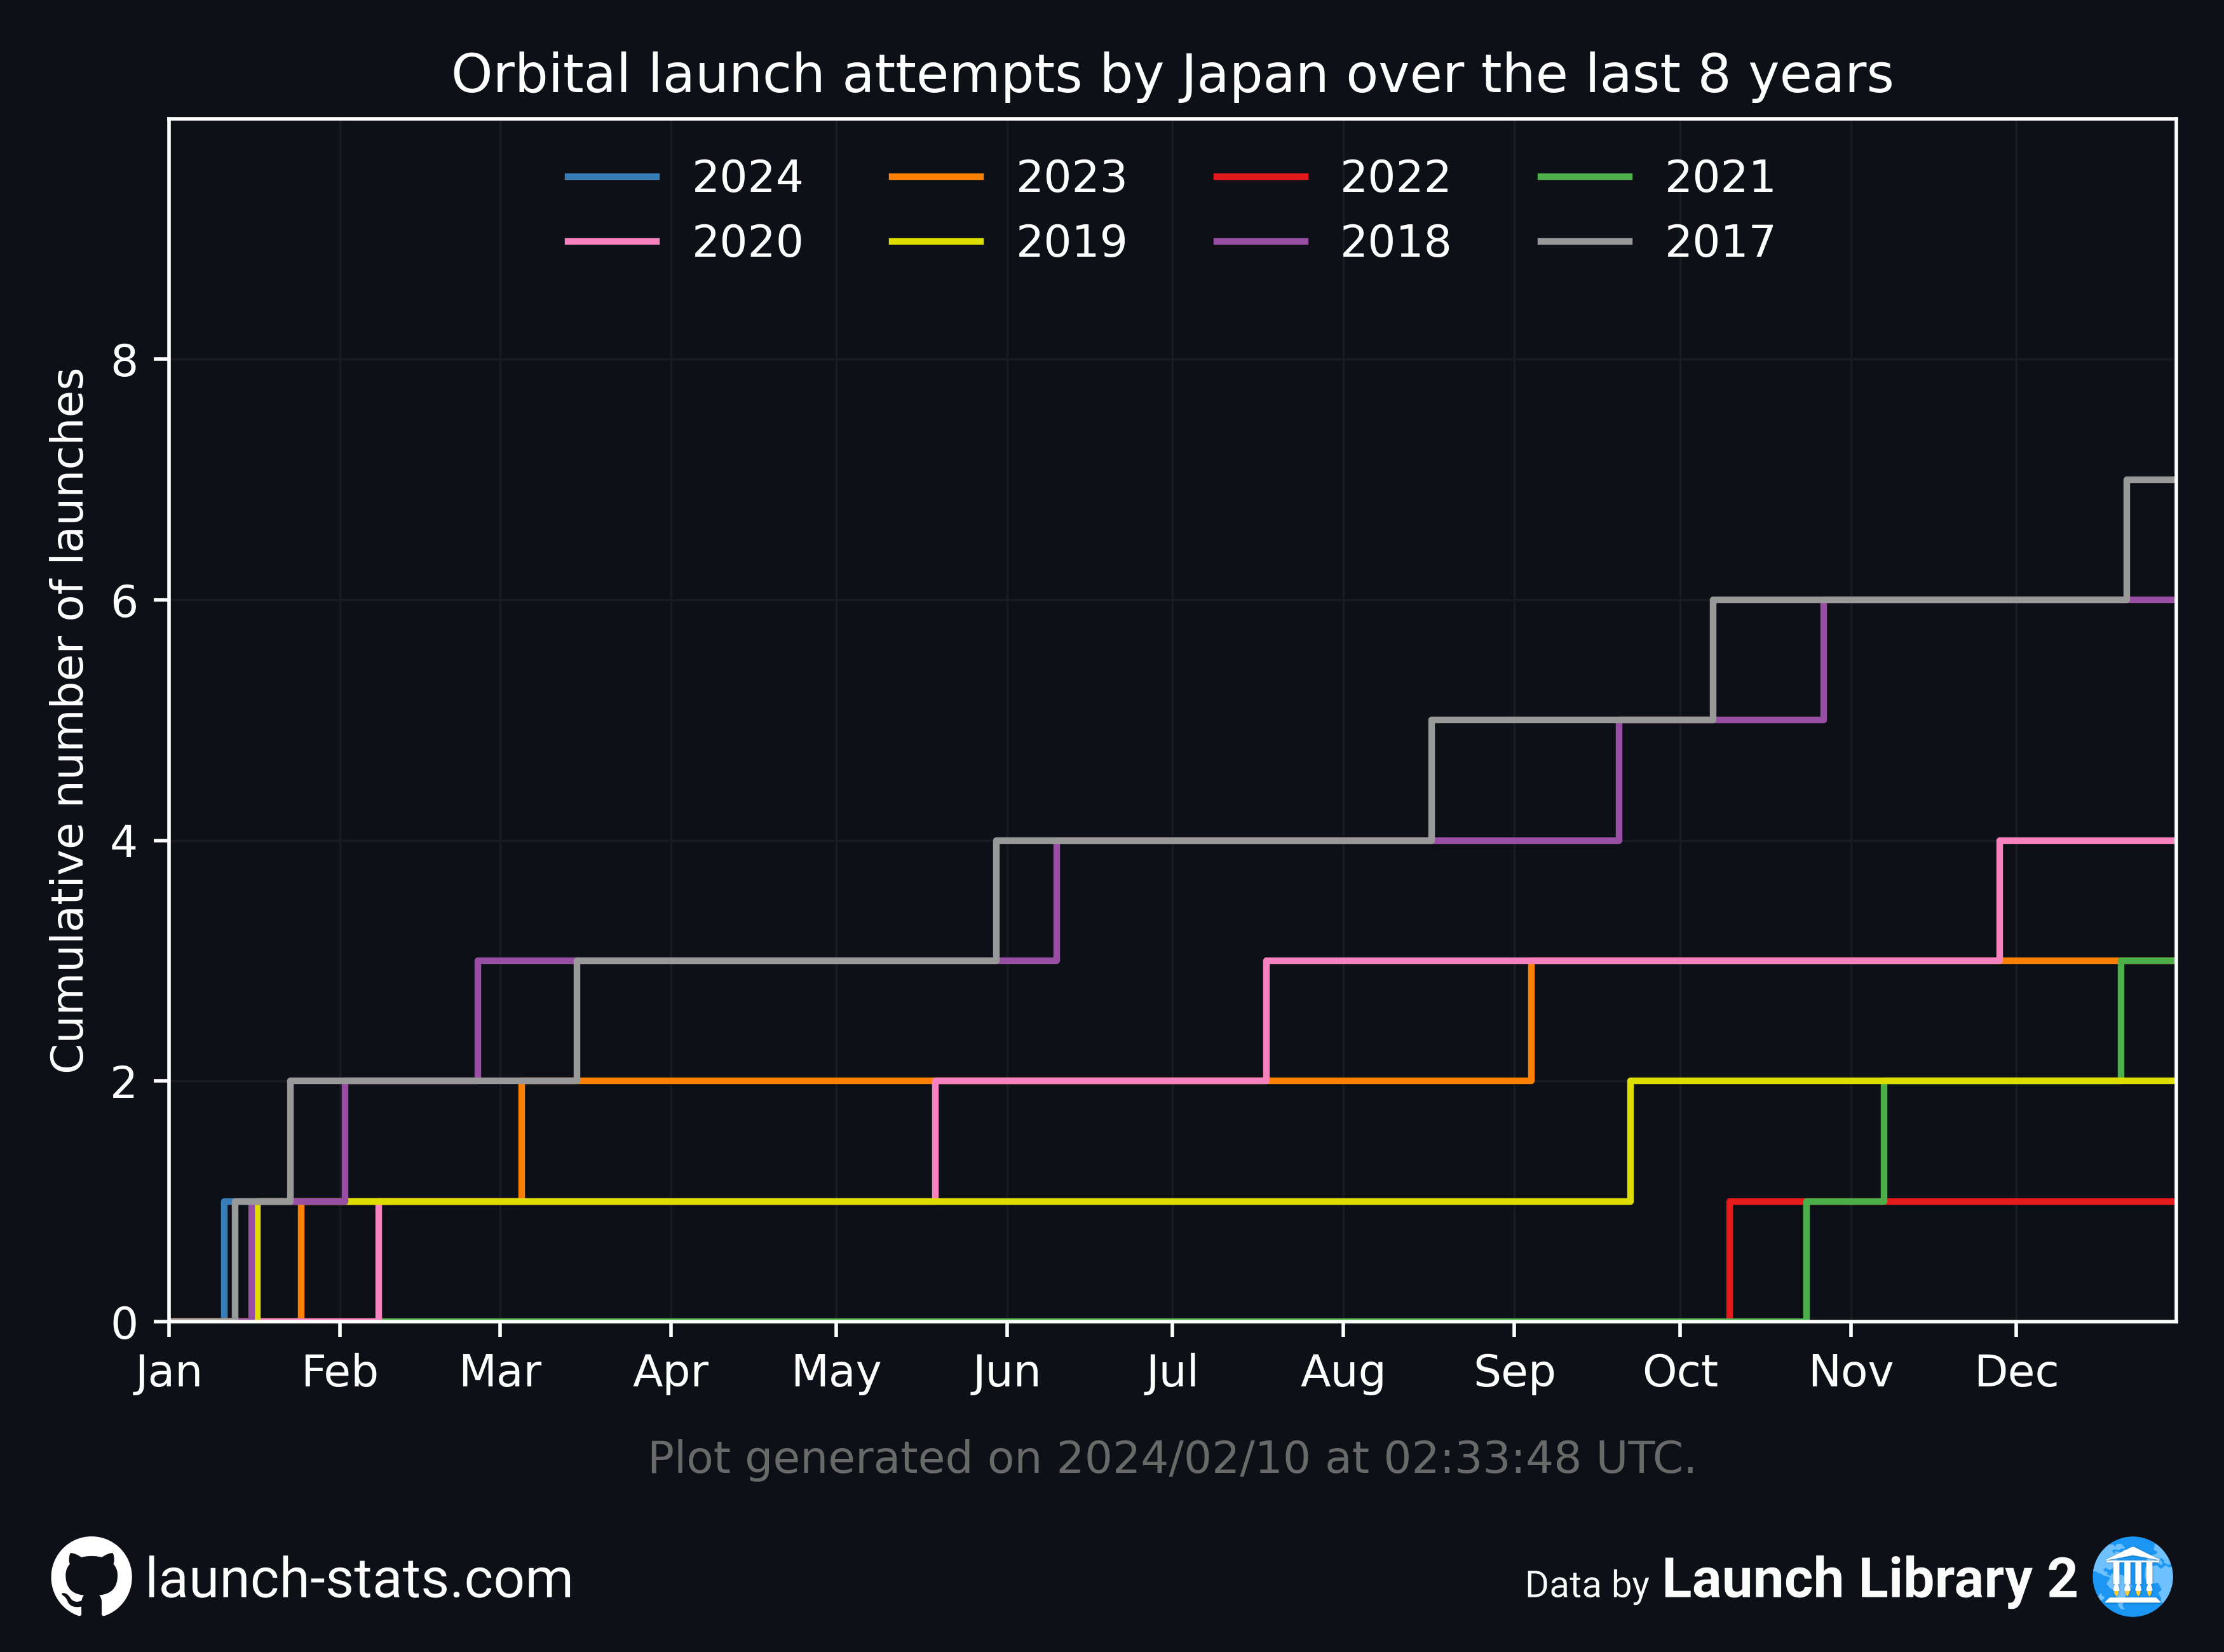 Orbital launch attempts by Japan over the last 8 years
2024 2023 2022 2021
2020 2019 2018 2017
Cumulative number of launches
8
6
4
2
0
Jan Feb Mar Apr May Jun Jul Aug Sep Oct Nov Dec
Plot generated on 2024/02/10 at 02:33:48 UTC.
launch-stats.com
Data by Launch Library 2